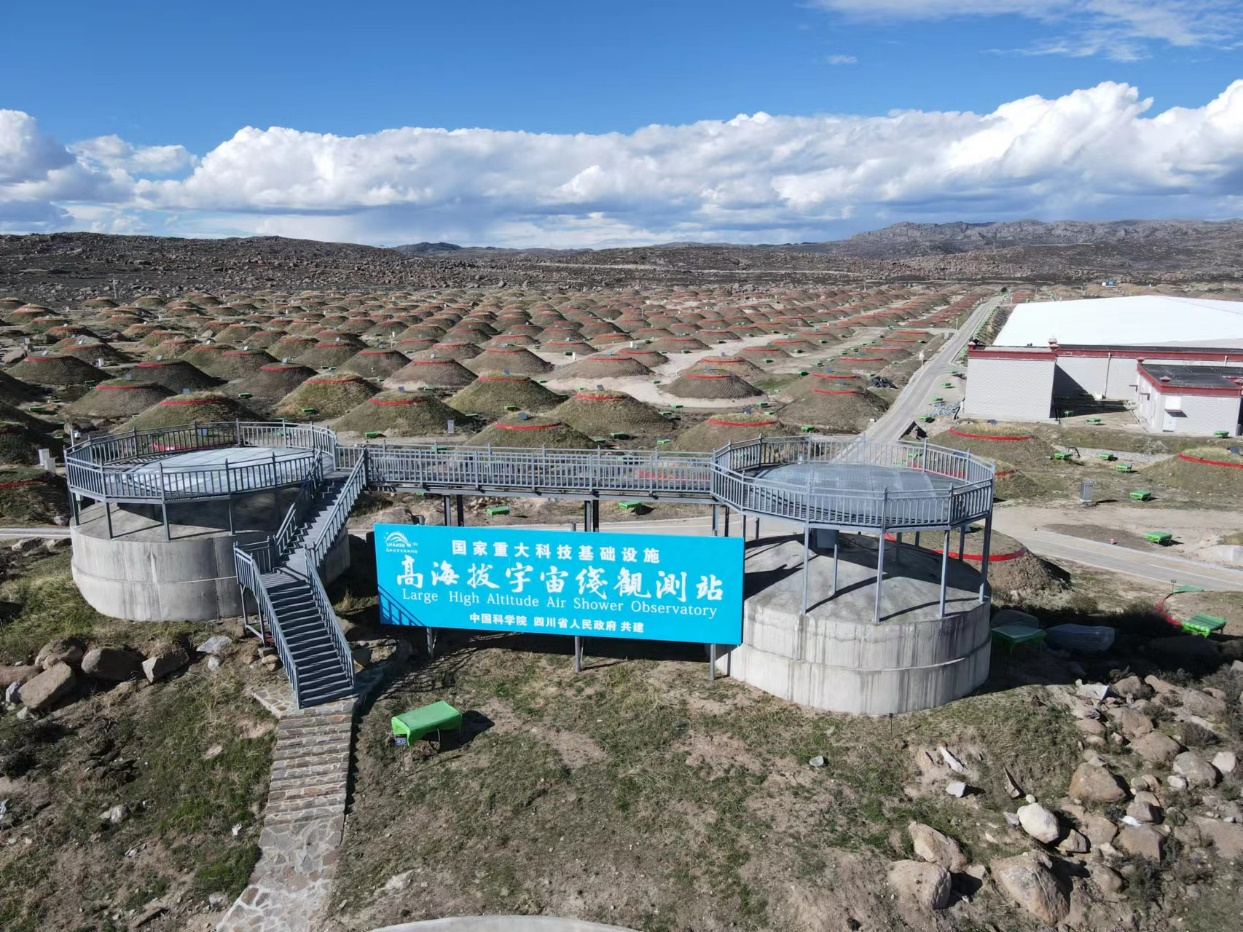 国家重大科技基础设施
高海拔宇宙线觀测站
Large High Altitude Air Shower Observatory
中国科学院 四川省人民政府 共建